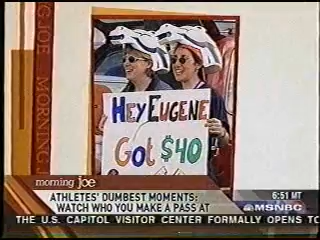 G JOE MORNING J
HEY EUGENE
GOT $40
morning joe
ATHLETES' DUMBEST MOMENTS:
WATCH WHO YOU MAKE A PASS AT
6:51 MT
MSNBC
THE U.S. CAPITOL VISITOR CENTER FORMALLY OPENS TO